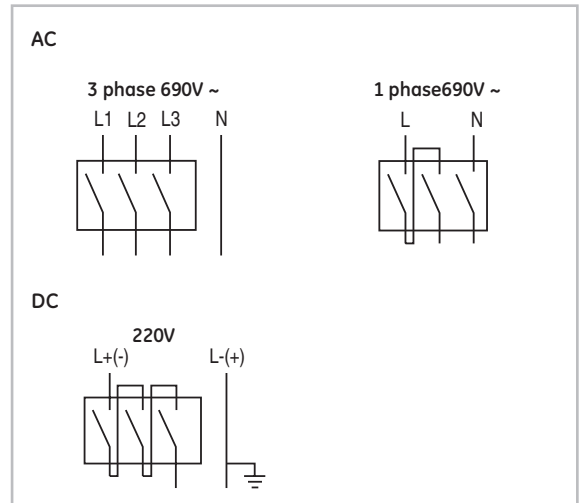 AC
3 phase 690V ~
1 phase690V ~
L1 L2 L3 N
L N
DC
220V
L+(-) L-(+)